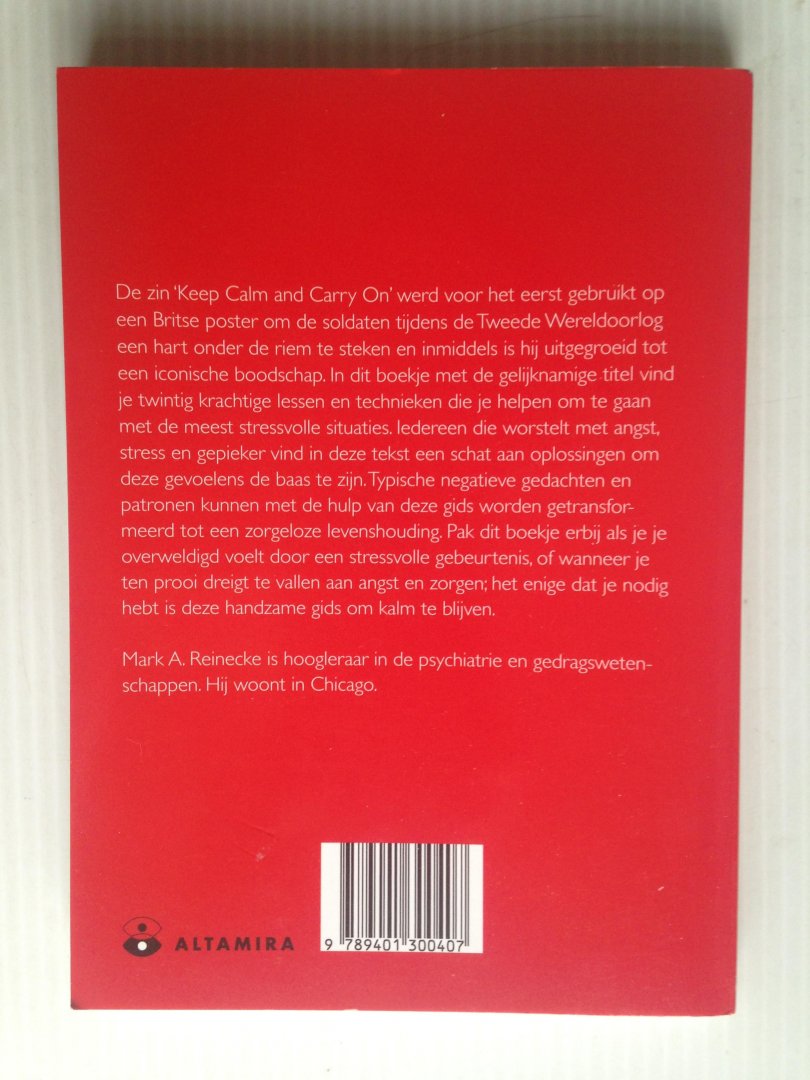 De zin ‘Keep Calm and Carry On’ werd voor het eerst gebruikt op
een Britse poster om de soldaten tijdens de Tweede Wereldoorlog
een hart onder de riem te steken en inmiddels is hij uitgegroeid tot
een iconische boodschap. In dit boekje met de gelijknamige titel vind
je twintig krachtige lessen en technieken die je helpen om te gaan
met de meest stressvolle situaties. Iedereen die worstelt met angst,
stress en gepieker vind in deze tekst een schat aan oplossingen om
deze gevoelens de baas te zijn. Typische negatieve gedachten en
patronen kunnen met de hulp van deze gids worden getransfor-
meerd tot een zorgeloze levenshouding. Pak dit boekje erbij als je je
overweldigd voelt door een stressvolle gebeurtenis, of wanneer je
ten prooi dreigt te vallen aan angst en zorgen; het enige dat je nodig
hebt is deze handzame gids om kalm te blijven.
Mark A. Reinecke is hoogleraar in de psychiatrie en gedragsweten-
schappen. Hij woont in Chicago.
ALTAMIRA
9 789401 300407